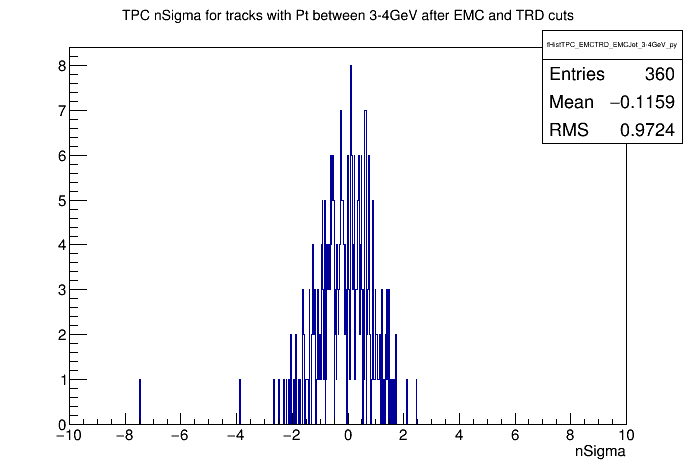 TPC nSigma for tracks with Pt between 3-4GeV after EMC and TRD cuts
fHistTPC_EMCTRD_EMCJet_3-4GeV_py
Entries 360
Mean −0.1159
RMS 0.9724
8
7
6
5
4
3
2
1
0
−10 −8 −6 −4 −2 0 2 4 6 8 10
nSigma